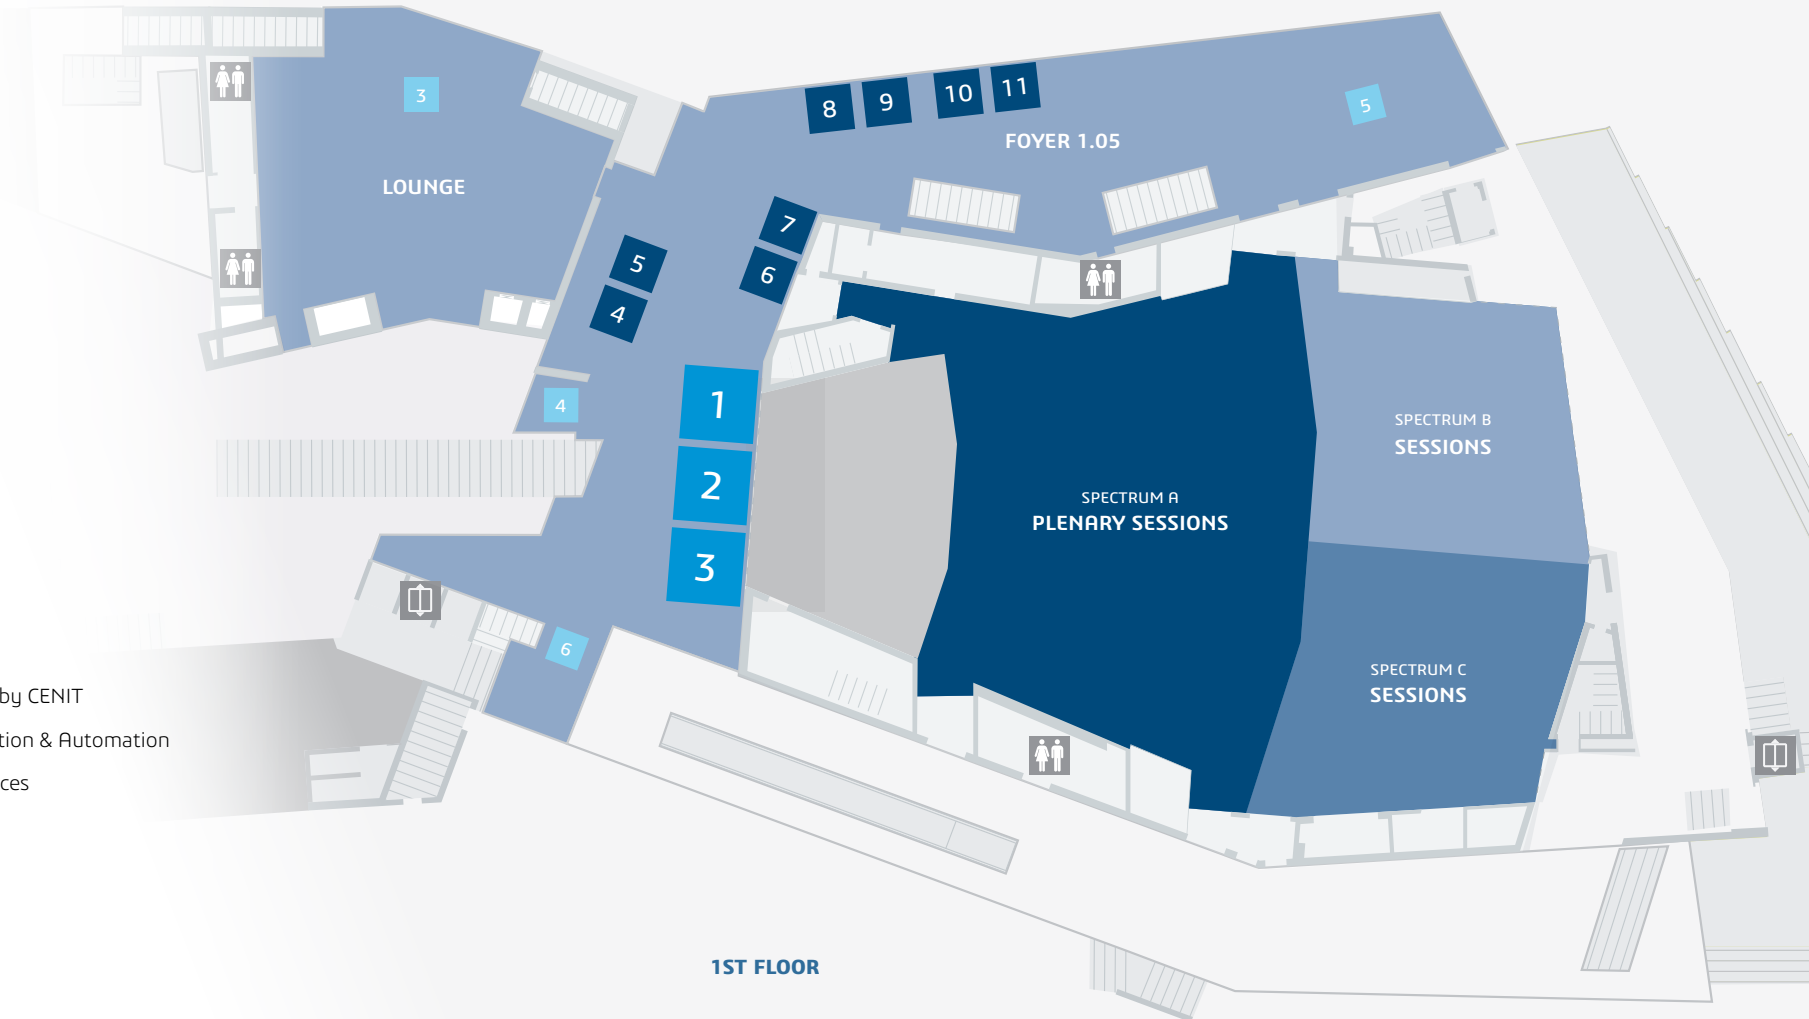 3
5
8
9
10
11
FOYER 1.05
LOUNGE
7
5
6
4
1
4
2
3
SPECTRUM B
SESSIONS
SPECTRUM A
PLENARY SESSIONS
6
SPECTRUM C
SESSIONS
by CENIT
tion & Automation
ces
1ST FLOOR